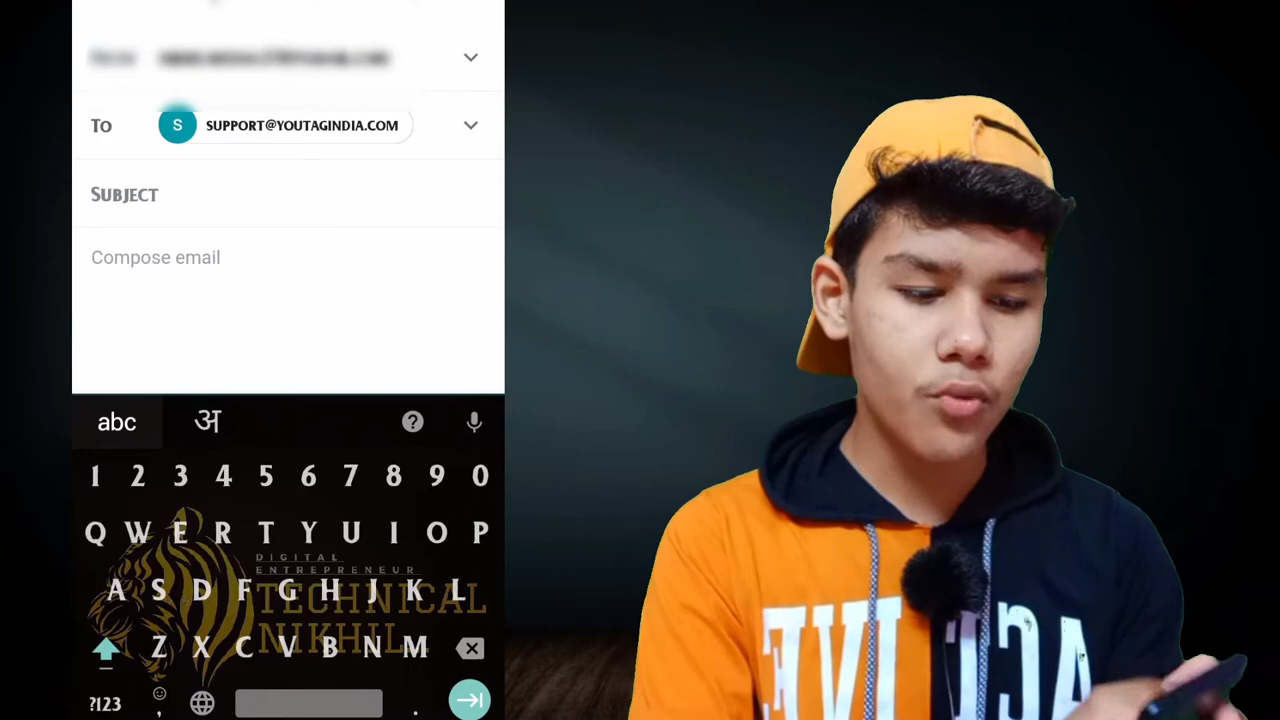 To S SUPPORT@YOUTAGINDIA.COM
SUBJECT
Compose email
abc अ ?
1 2 3 4 5 6 7 8 9 0
Q W E R T Y U I O P
DIGITAL
ENTREPRENEUR
A S D F G H J K L
TECHNICAL
NIKHIL
Z X C V B N M
?123 , .
ACTIVE